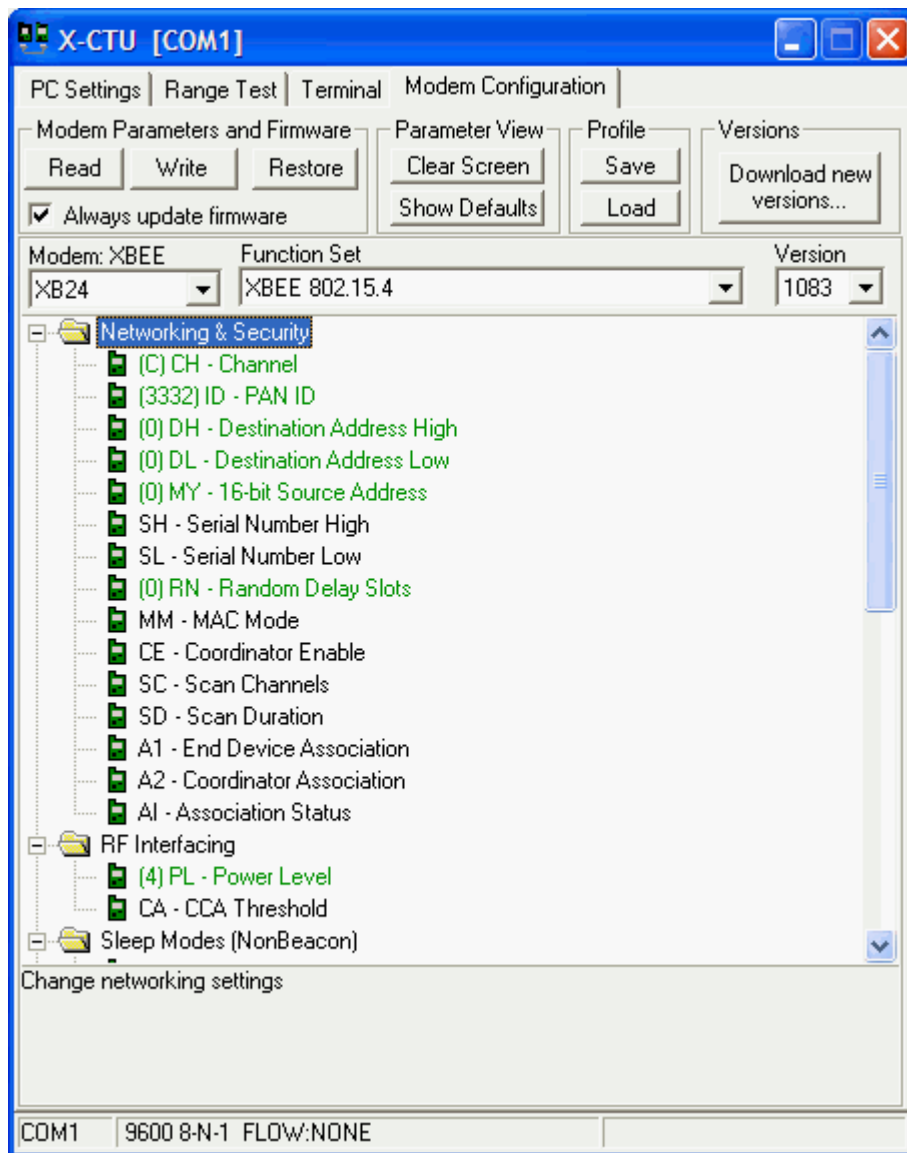 X-CTU [COM1]
PC Settings Range Test Terminal Modem Configuration
Modem Parameters and Firmware Parameter View Profile Versions
Read Write Restore Clear Screen Save Download new versions...
Always update firmware Show Defaults Load
Modem: XBEE Function Set Version
XB24 XBEE 802.15.4 1083
Networking & Security
(C) CH - Channel
(3332) ID - PAN ID
(0) DH - Destination Address High
(0) DL - Destination Address Low
(0) MY - 16-bit Source Address
SH - Serial Number High
SL - Serial Number Low
(0) RN - Random Delay Slots
MM - MAC Mode
CE - Coordinator Enable
SC - Scan Channels
SD - Scan Duration
A1 - End Device Association
A2 - Coordinator Association
AI - Association Status
RF Interfacing
(4) PL - Power Level
CA - CCA Threshold
Sleep Modes (NonBeacon)
Change networking settings
COM1 9600 8-N-1 FLOW:NONE